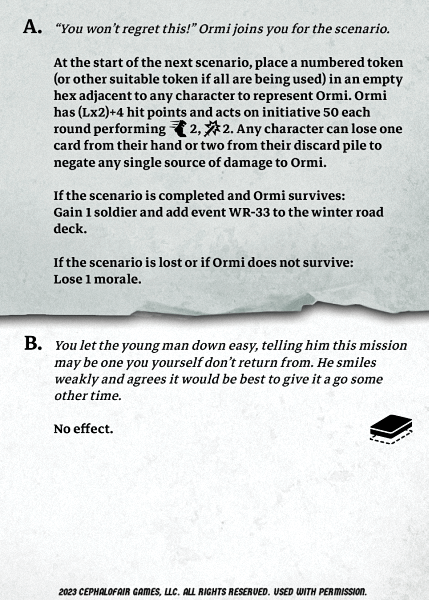 A. “You won’t regret this!” Ormi joins you for the scenario.
At the start of the next scenario, place a numbered token
(or other suitable token if all are being used) in an empty
hex adjacent to any character to represent Ormi. Ormi
has (Lx2)+4 hit points and acts on initiative 50 each
round performing 2, 2. Any character can lose one
card from their hand or two from their discard pile to
negate any single source of damage to Ormi.
If the scenario is completed and Ormi survives:
Gain 1 soldier and add event WR-33 to the winter road
deck.
If the scenario is lost or if Ormi does not survive:
Lose 1 morale.
B. You let the young man down easy, telling him this mission
may be one you yourself don’t return from. He smiles
weakly and agrees it would be best to give it a go some
other time.
No effect.
2023 CEPHALOFAIR GAMES, LLC. ALL RIGHTS RESERVED. USED WITH PERMISSION.